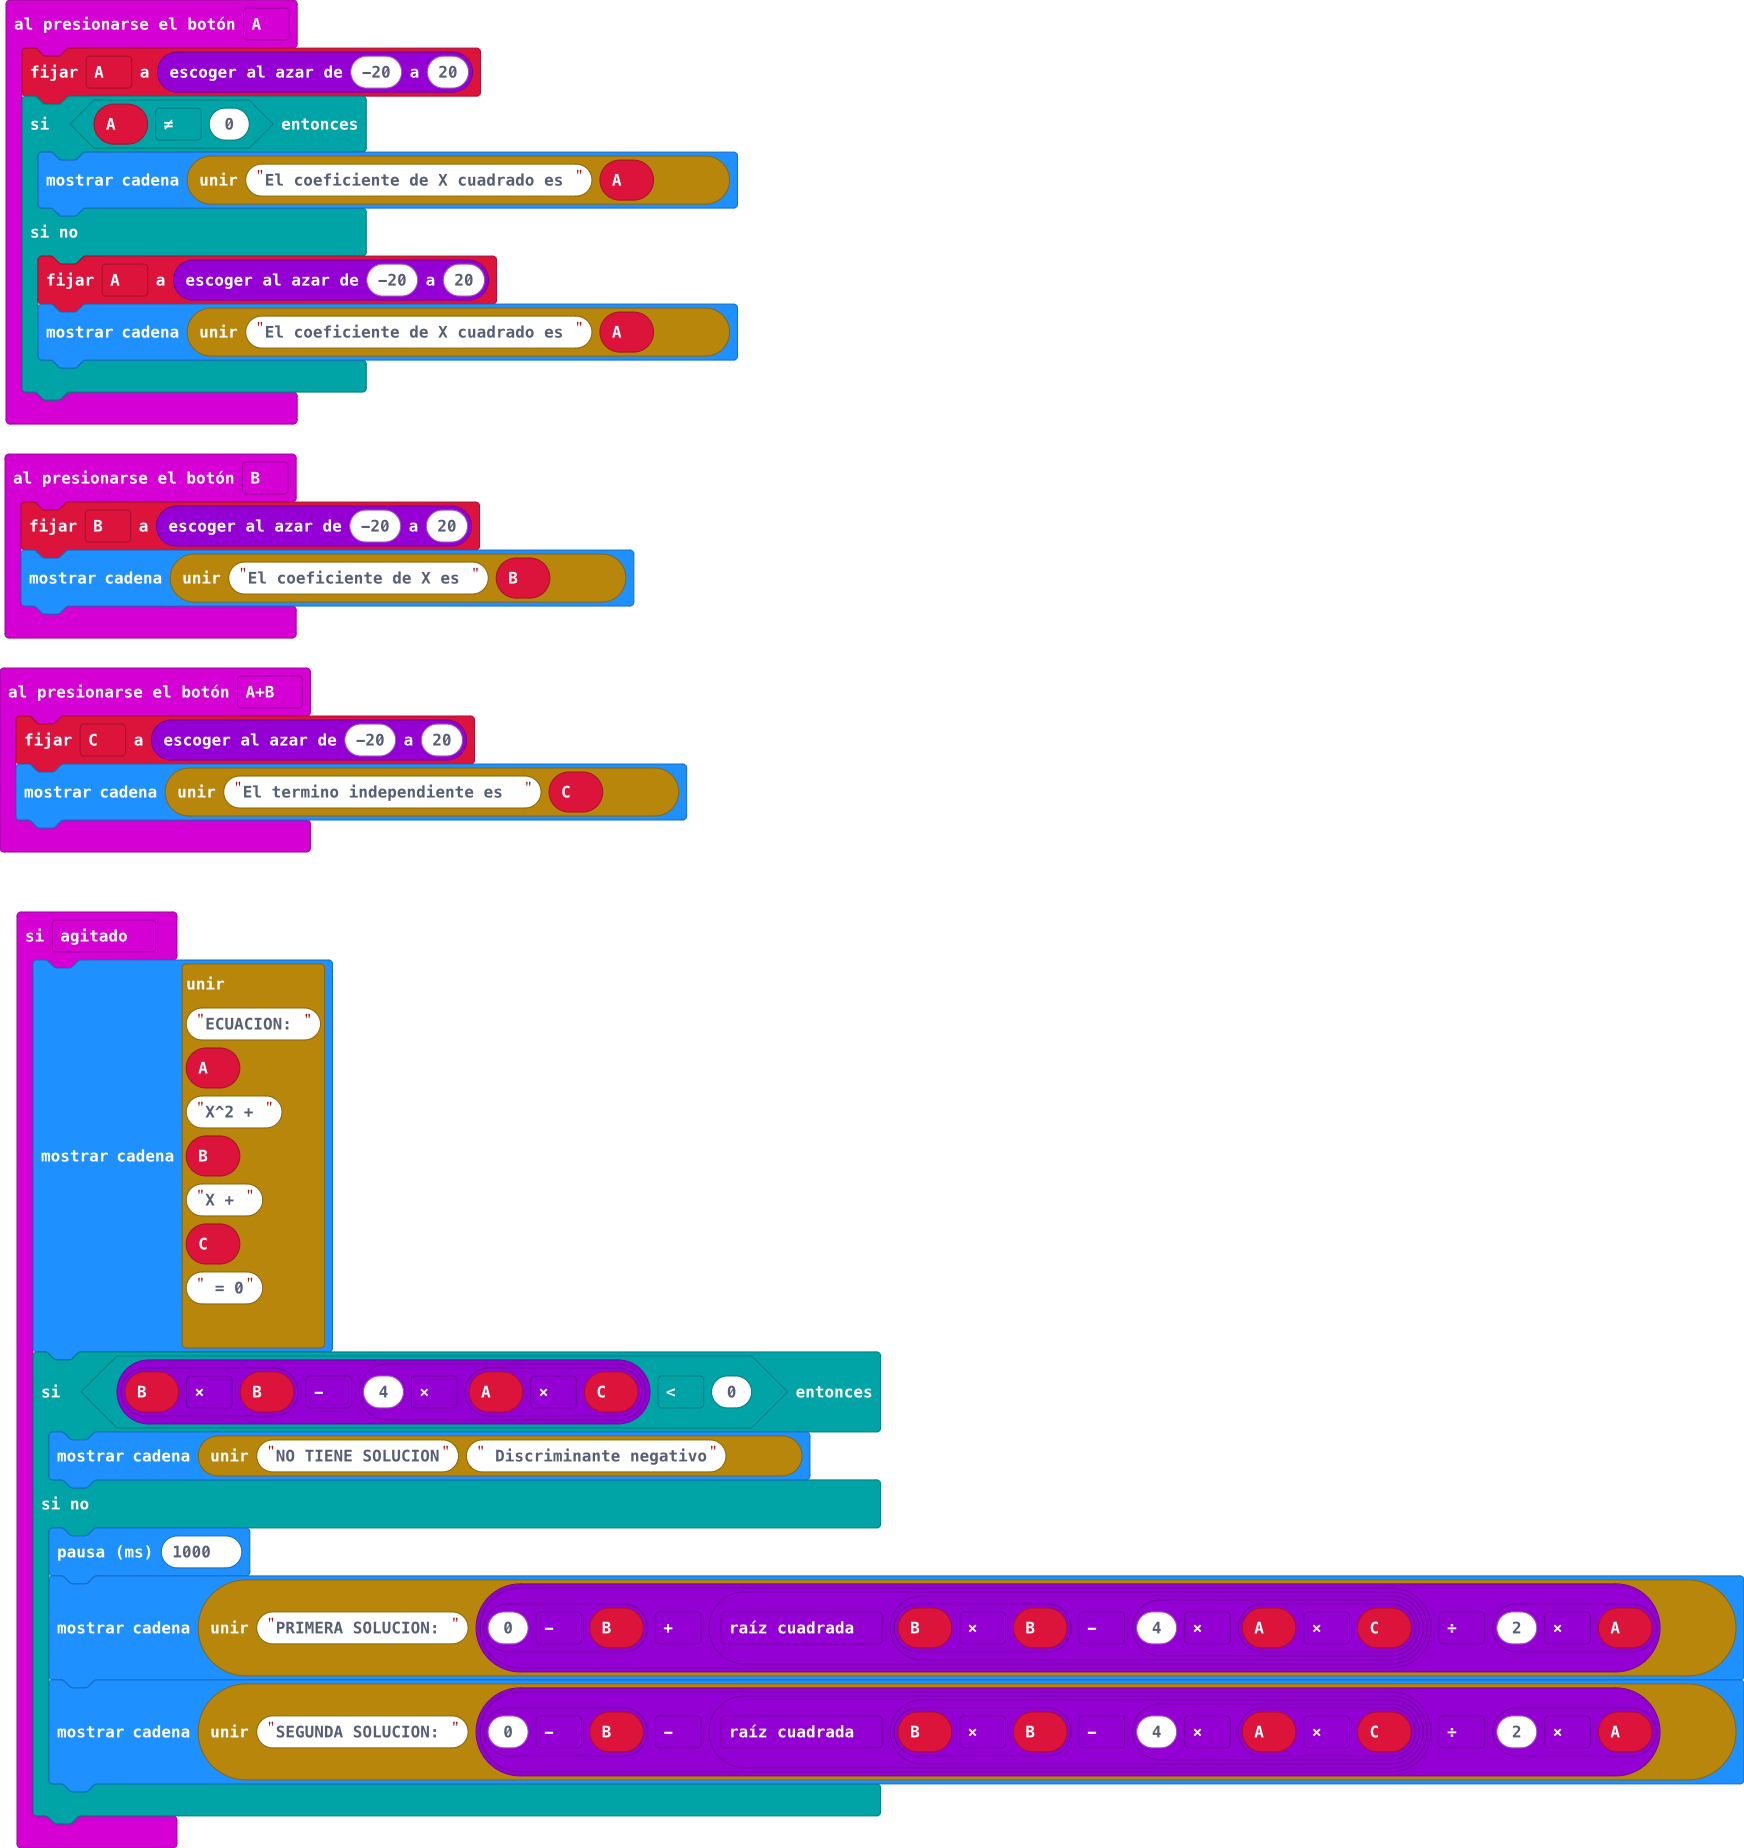 al presionarse el botón A
fijar A a escoger al azar de −20 a 20
si A ≠ 0 entonces
mostrar cadena unir "El coeficiente de X cuadrado es " A
si no
fijar A a escoger al azar de −20 a 20
mostrar cadena unir "El coeficiente de X cuadrado es " A
al presionarse el botón B
fijar B a escoger al azar de −20 a 20
mostrar cadena unir "El coeficiente de X es " B
al presionarse el botón A+B
fijar C a escoger al azar de −20 a 20
mostrar cadena unir "El termino independiente es  " C
si agitado
unir
"ECUACION: "
A
"X^2 + "
mostrar cadena B
"X + "
C
" = 0"
si B × B − 4 × A × C < 0 entonces
mostrar cadena unir "NO TIENE SOLUCION" " Discriminante negativo"
si no
pausa (ms) 1000
mostrar cadena unir "PRIMERA SOLUCION: " 0 − B + raíz cuadrada B × B − 4 × A × C ÷ 2 × A
mostrar cadena unir "SEGUNDA SOLUCION: " 0 − B − raíz cuadrada B × B − 4 × A × C ÷ 2 × A